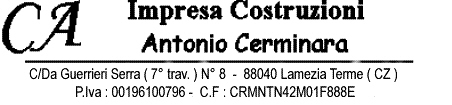 CA
Impresa Costruzioni
Antonio Cerminara
C/Da Guerrieri Serra ( 7° trav. ) N° 8 - 88040 Lamezia Terme ( CZ )
P.Iva : 00196100796 - C.F : CRMNTN42M01F888E